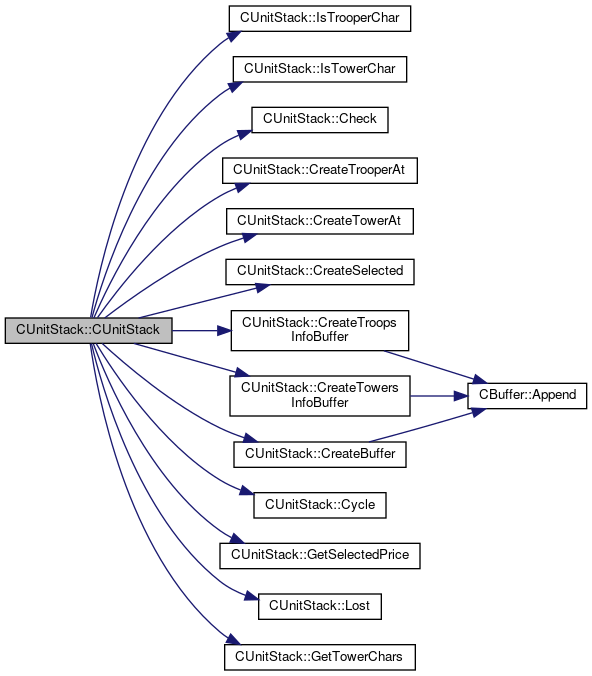 CUnitStack::IsTrooperChar
CUnitStack::IsTowerChar
CUnitStack::Check
CUnitStack::CreateTrooperAt
CUnitStack::CreateTowerAt
CUnitStack::CreateSelected
CUnitStack::CUnitStack
CUnitStack::CreateTroops
InfoBuffer
CUnitStack::CreateTowers
InfoBuffer
CBuffer::Append
CUnitStack::CreateBuffer
CUnitStack::Cycle
CUnitStack::GetSelectedPrice
CUnitStack::Lost
CUnitStack::GetTowerChars